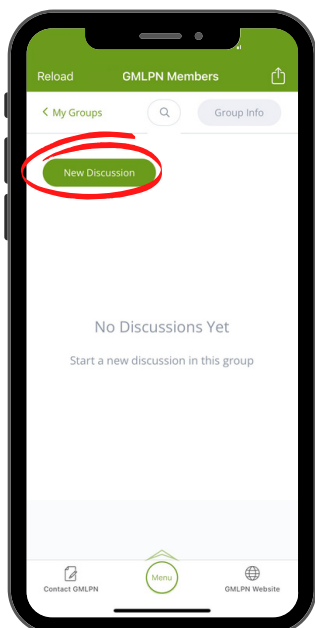 Reload GMLPN Members
My Groups Group Info
New Discussion
No Discussions Yet
Start a new discussion in this group
Contact GMLPN Menu GMLPN Website